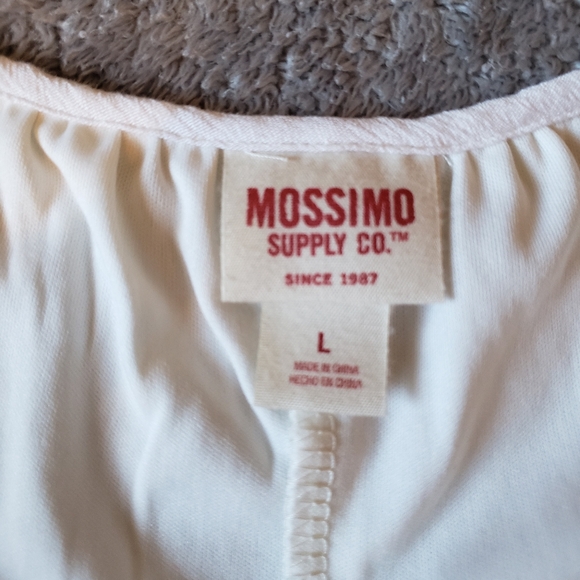 MOSSIMO
SUPPLY CO.™
SINCE 1987
L
MADE IN CHINA
HECHO EN CHINA